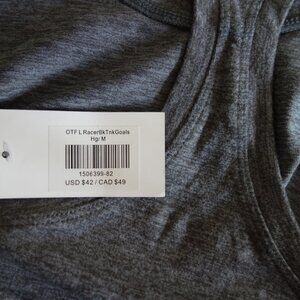 OTF L RacerBkTnkGoals
Hgr M
1506399-82
USD $42 / CAD $49